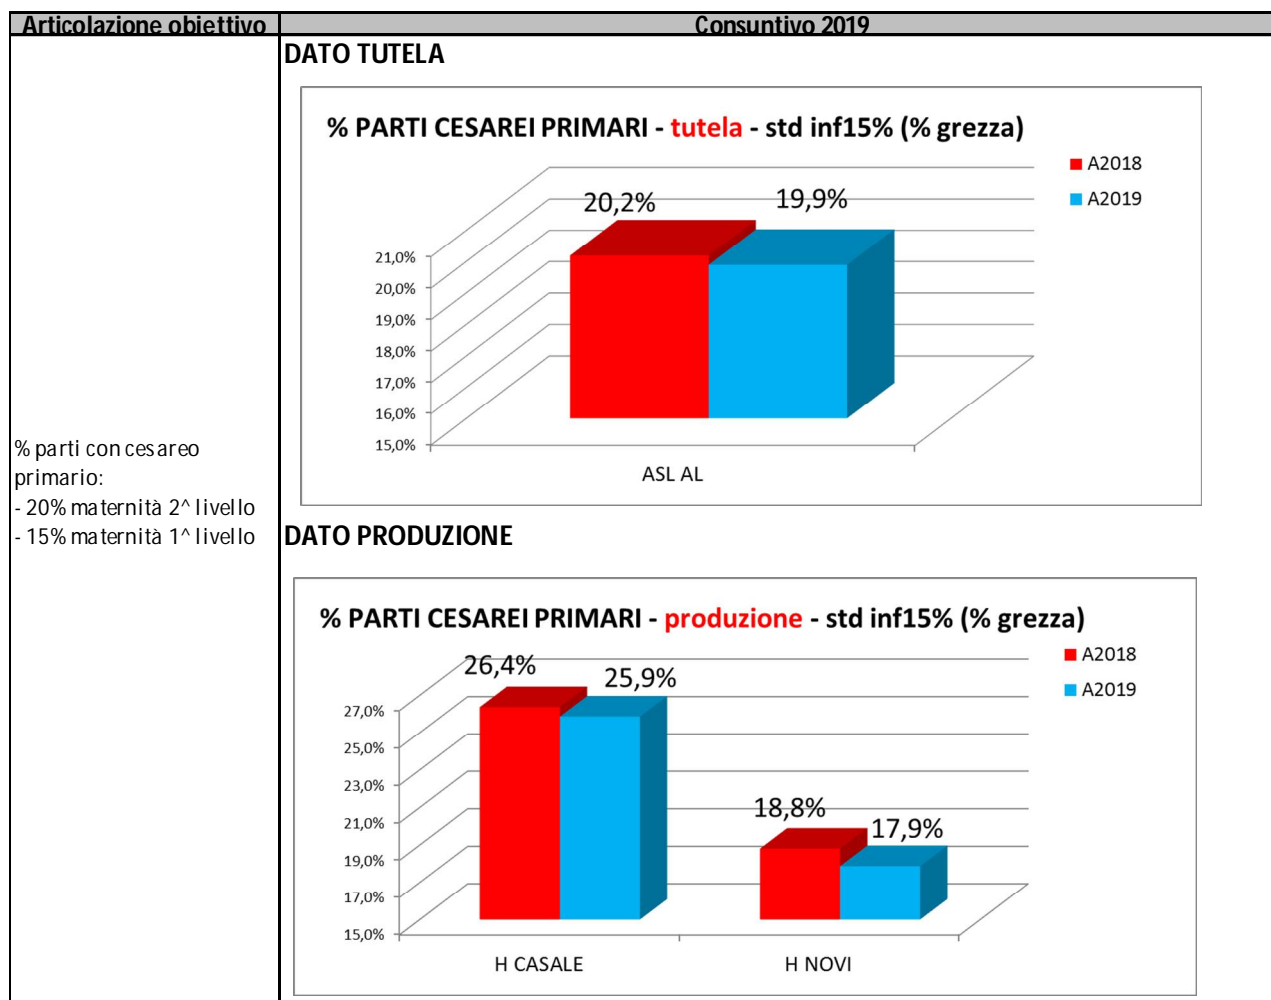 Articolazione obiettivo
Consuntivo 2019
% parti con cesareo
primario:
- 20% maternità 2^ livello
- 15% maternità 1^ livello
DATO TUTELA
% PARTI CESAREI PRIMARI - tutela - std inf15% (% grezza)
A2018
A2019
20,2%
19,9%
21,0%
20,0%
19,0%
18,0%
17,0%
16,0%
15,0%
ASL AL
DATO PRODUZIONE
% PARTI CESAREI PRIMARI - produzione - std inf15% (% grezza)
A2018
A2019
26,4%
25,9%
18,8%
17,9%
27,0%
25,0%
23,0%
21,0%
19,0%
17,0%
15,0%
H CASALE
H NOVI